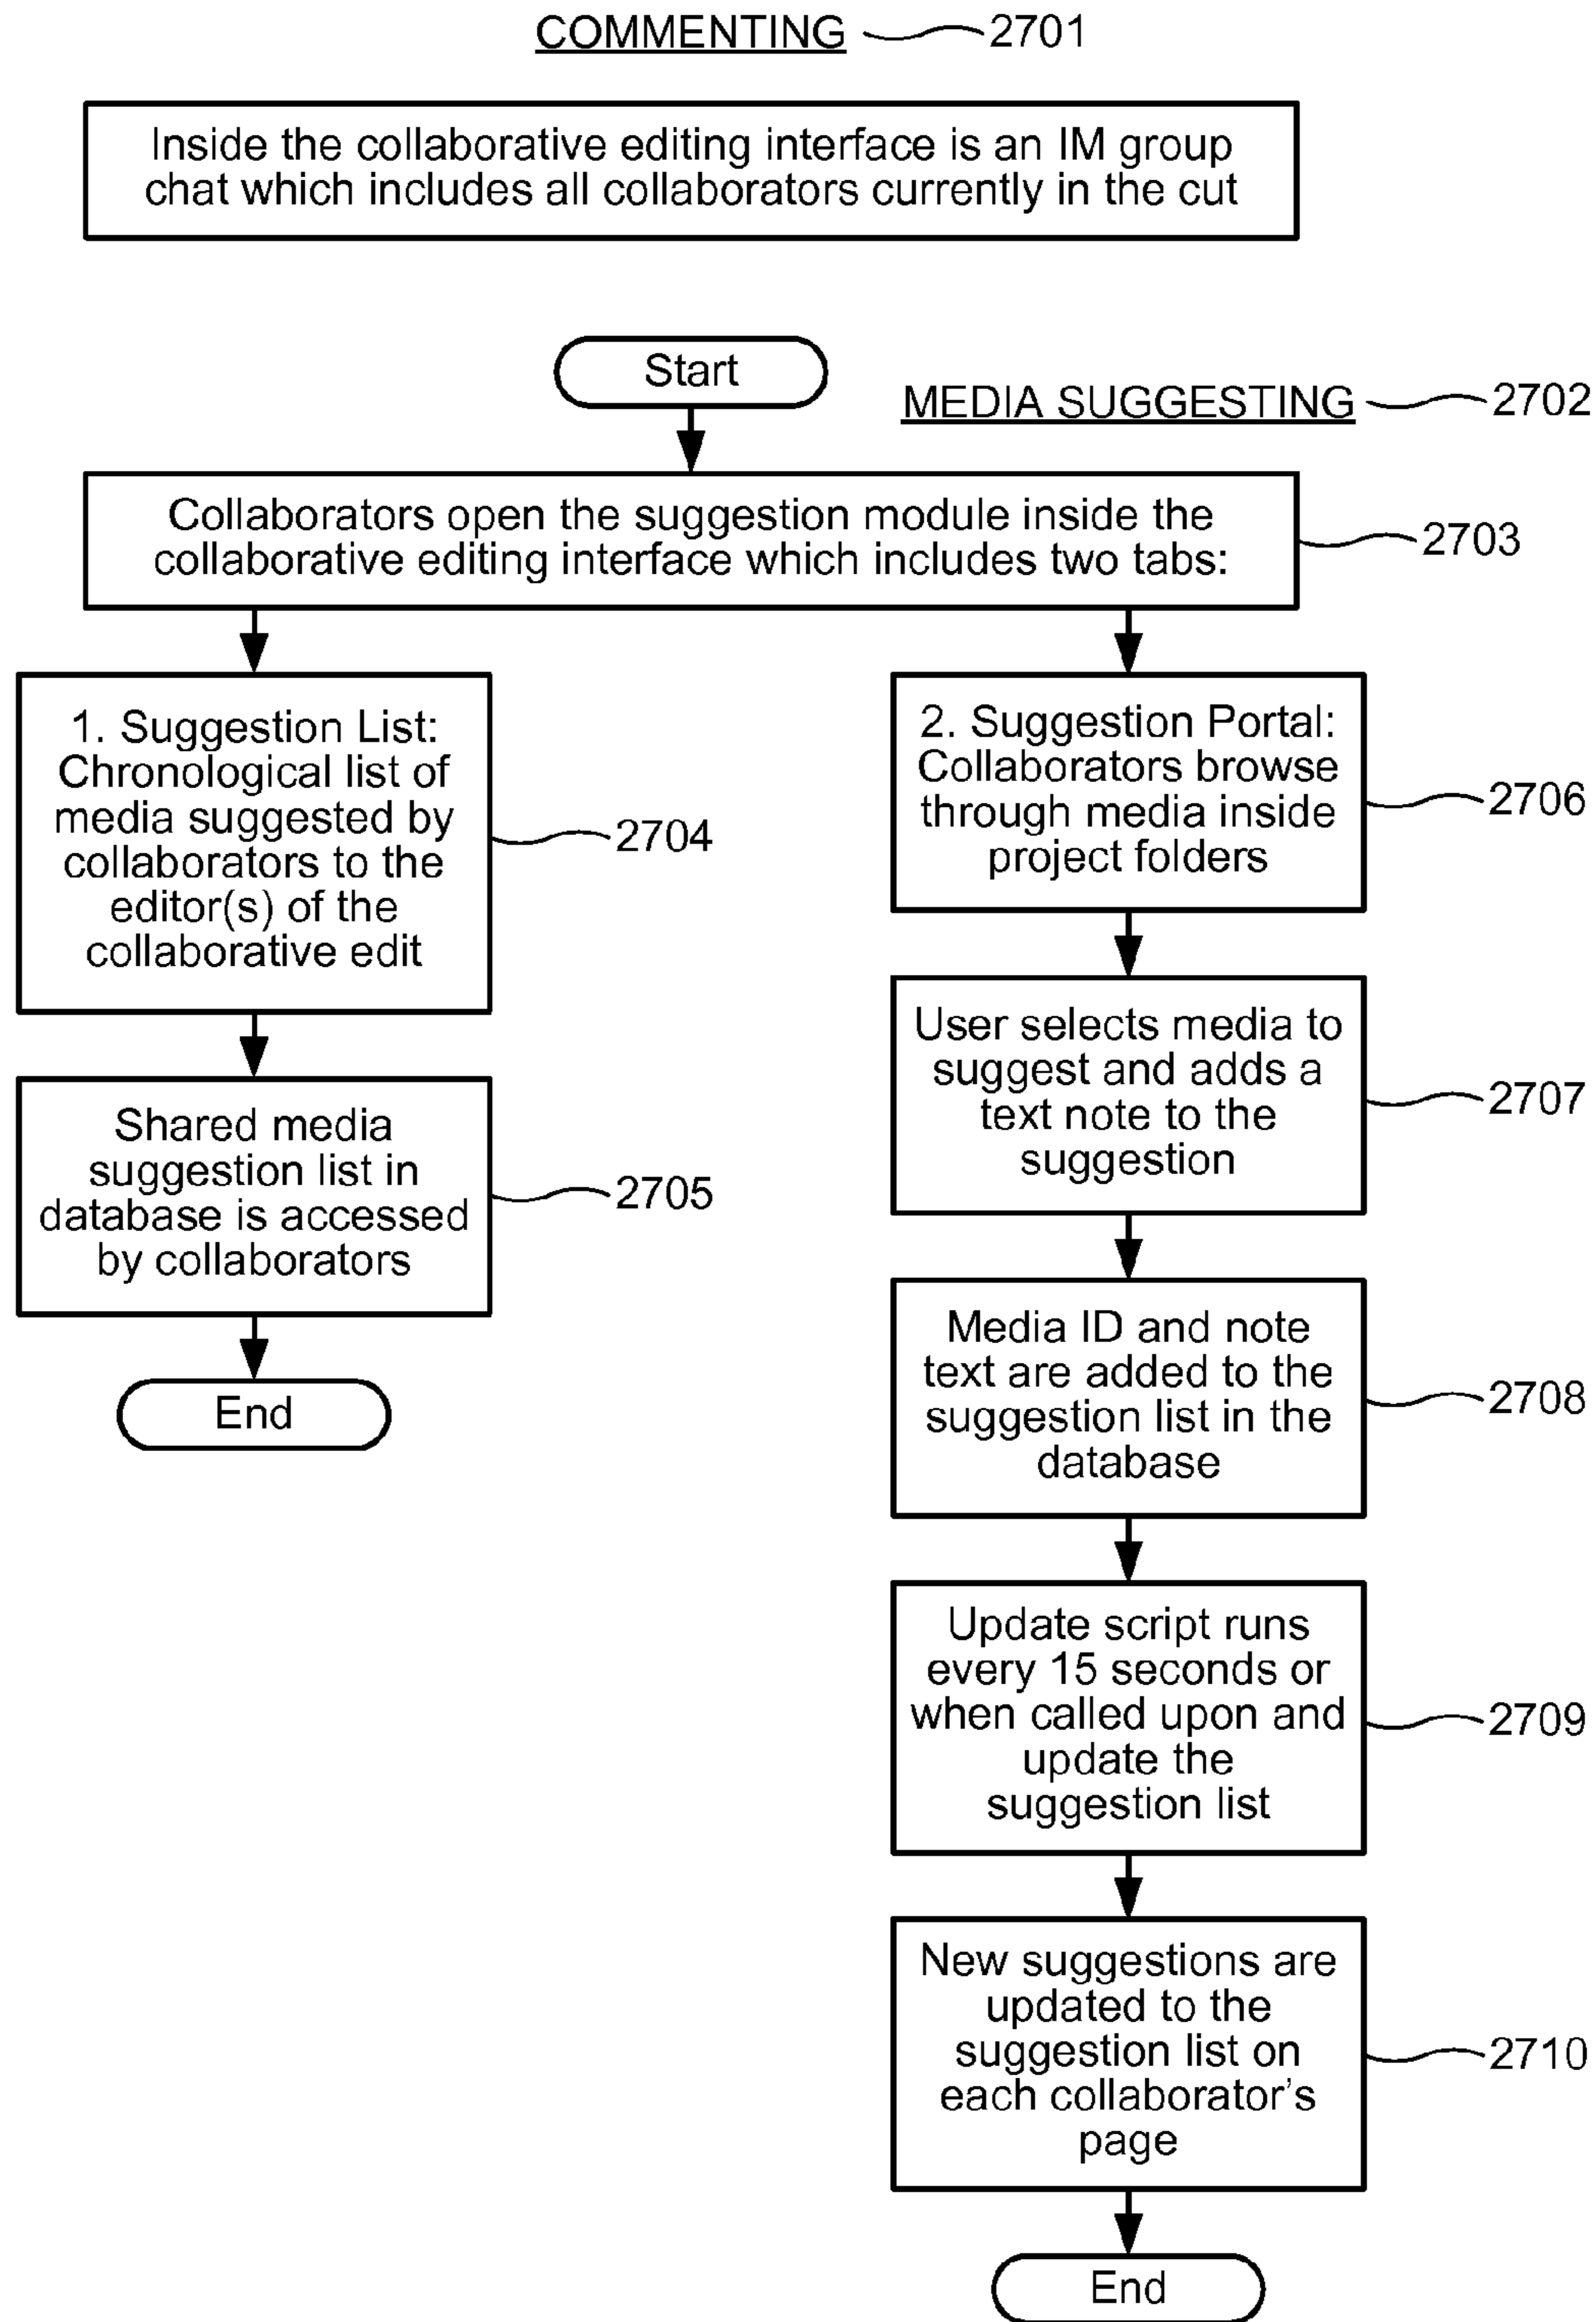 COMMENTING 2701
Inside the collaborative editing interface is an IM group
chat which includes all collaborators currently in the cut
Start
MEDIA SUGGESTING 2702
Collaborators open the suggestion module inside the
collaborative editing interface which includes two tabs:
2703
1. Suggestion List:
Chronological list of
media suggested by
collaborators to the
editor(s) of the
collaborative edit
2704
Shared media
suggestion list in
database is accessed
by collaborators
2705
End
2. Suggestion Portal:
Collaborators browse
through media inside
project folders
2706
User selects media to
suggest and adds a
text note to the
suggestion
2707
Media ID and note
text are added to the
suggestion list in the
database
2708
Update script runs
every 15 seconds or
when called upon and
update the
suggestion list
2709
New suggestions are
updated to the
suggestion list on
each collaborator's
page
2710
End